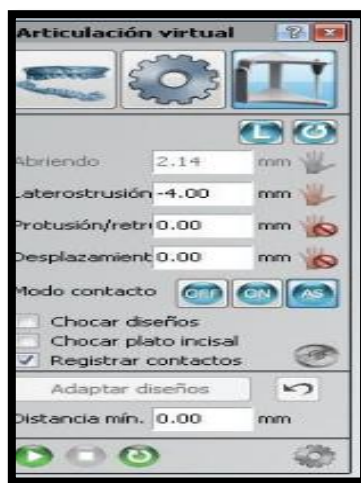 Articulación virtual ?
L
Abriendo 2.14 mm
Laterostrusión -4.00 mm
Protusión/retri 0.00 mm
Desplazamient 0.00 mm
Modo contacto OFF ON AS
Chocar diseños
Chocar plato incisal
Registrar contactos
Adaptar diseños
Distancia mín. 0.00 mm